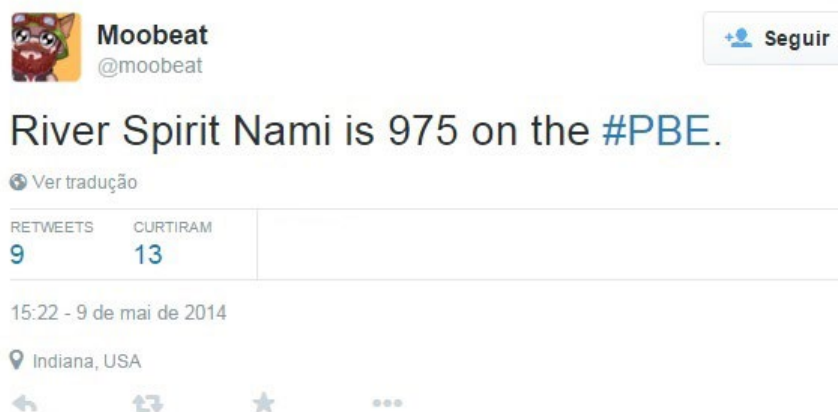 Moobeat
@moobeat
Seguir
River Spirit Nami is 975 on the #PBE.
Ver tradução
RETWEETS CURTIRAM
9 13
15:22 - 9 de mai de 2014
Indiana, USA